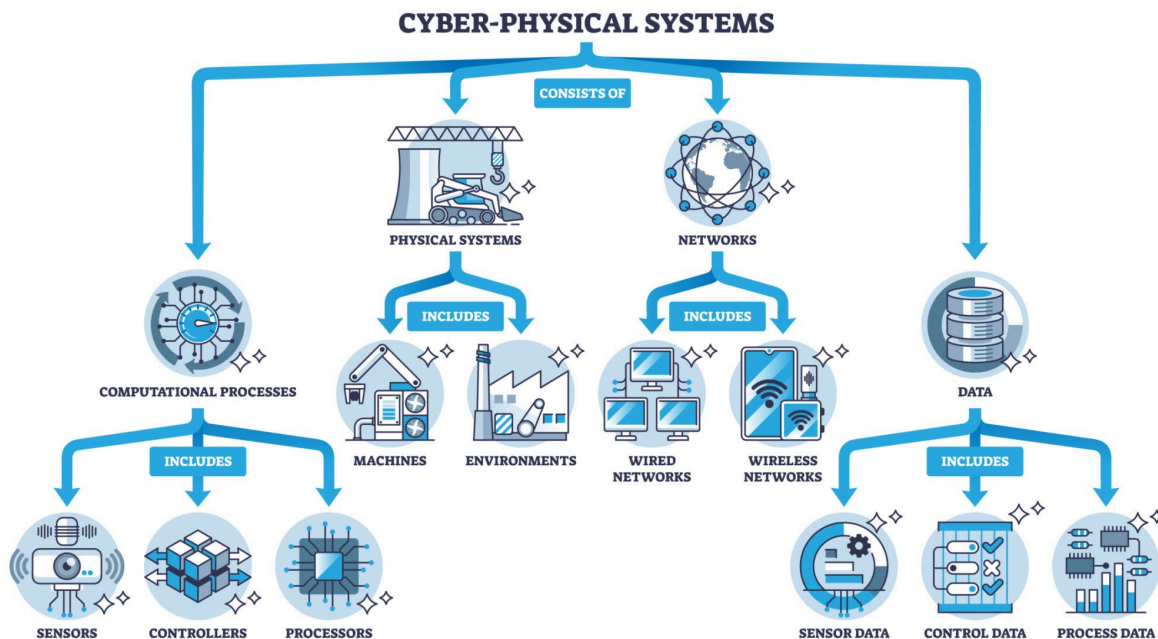 CYBER-PHYSICAL SYSTEMS
CONSISTS OF
PHYSICAL SYSTEMS
NETWORKS
INCLUDES
INCLUDES
COMPUTATIONAL PROCESSES
DATA
MACHINES
ENVIRONMENTS
WIRED
NETWORKS
WIRELESS
NETWORKS
INCLUDES
INCLUDES
SENSORS
CONTROLLERS
PROCESSORS
SENSOR DATA
CONTROL DATA
PROCESS DATA